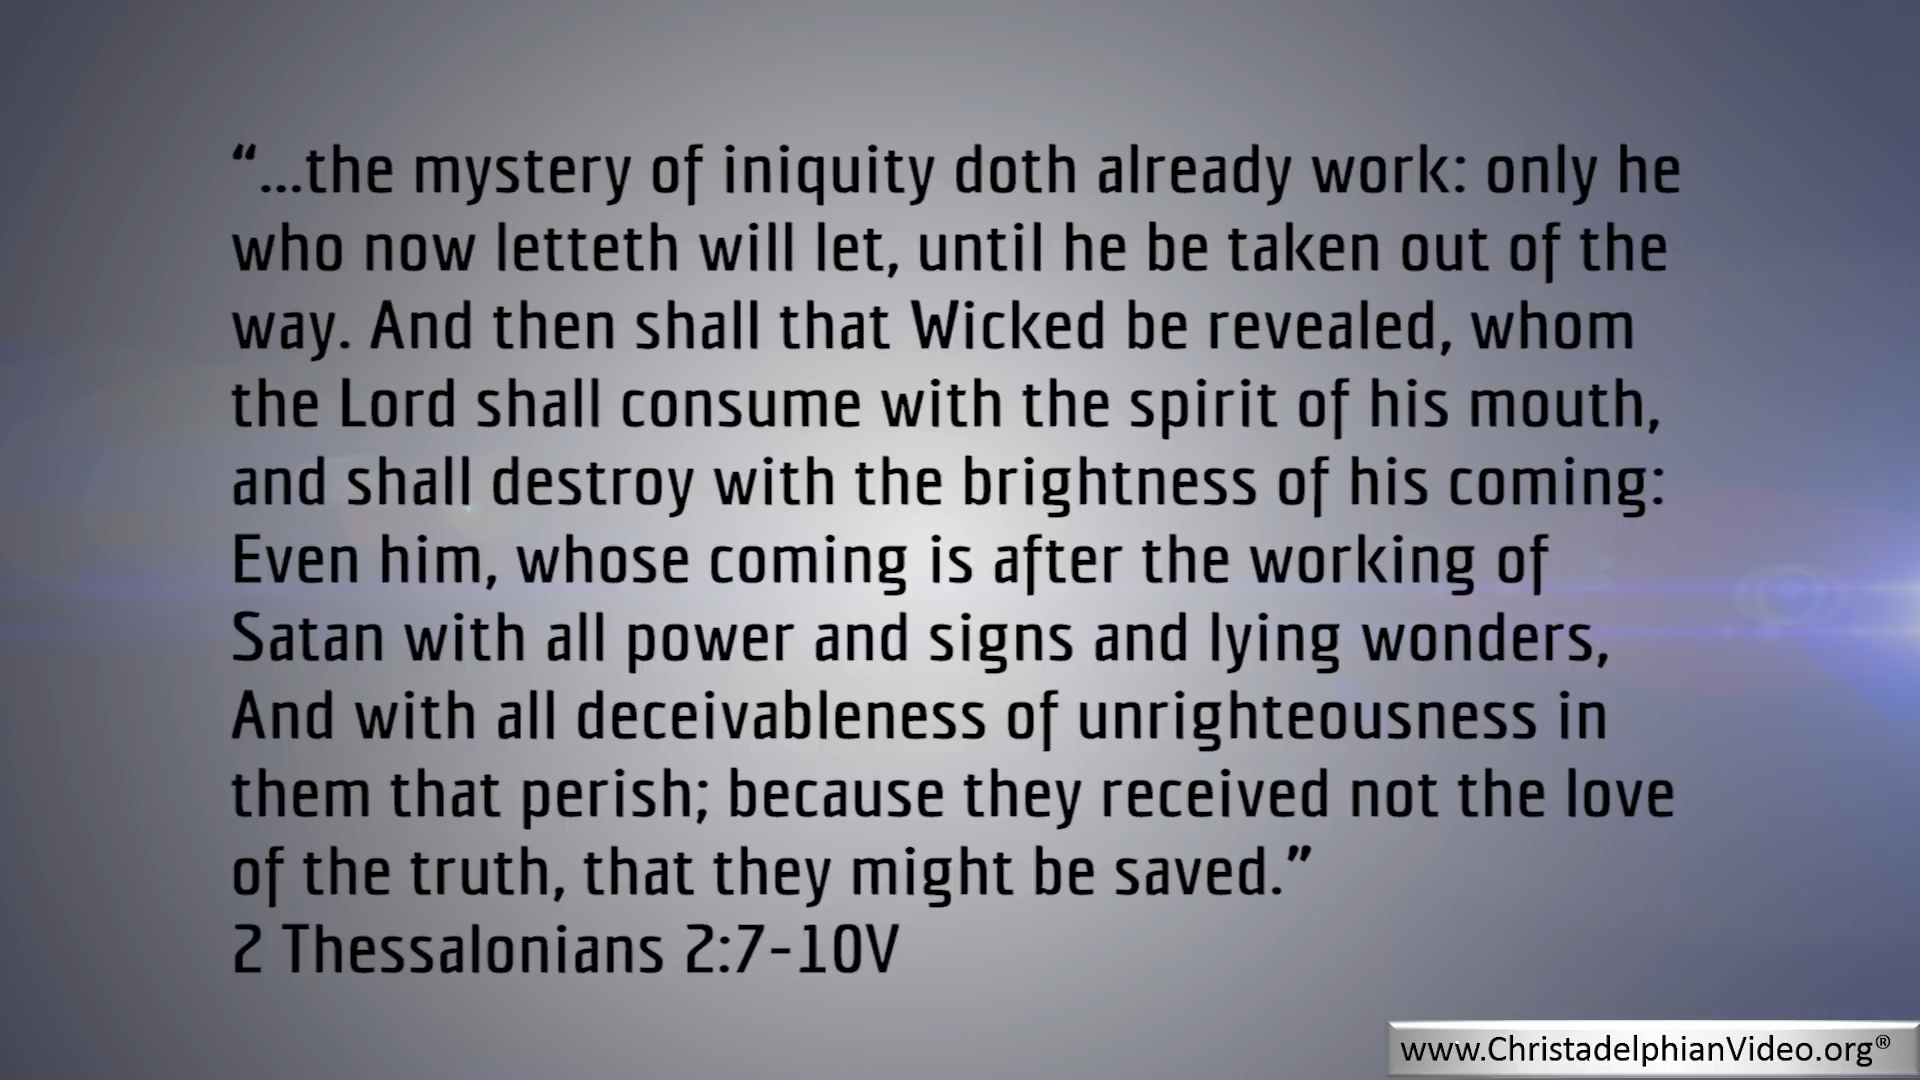 “...the mystery of iniquity doth already work: only he
who now letteth will let, until he be taken out of the
way. And then shall that Wicked be revealed, whom
the Lord shall consume with the spirit of his mouth,
and shall destroy with the brightness of his coming:
Even him, whose coming is after the working of
Satan with all power and signs and lying wonders,
And with all deceivableness of unrighteousness in
them that perish; because they received not the love
of the truth, that they might be saved.”
2 Thessalonians 2:7-10V
www.ChristadelphianVideo.org®